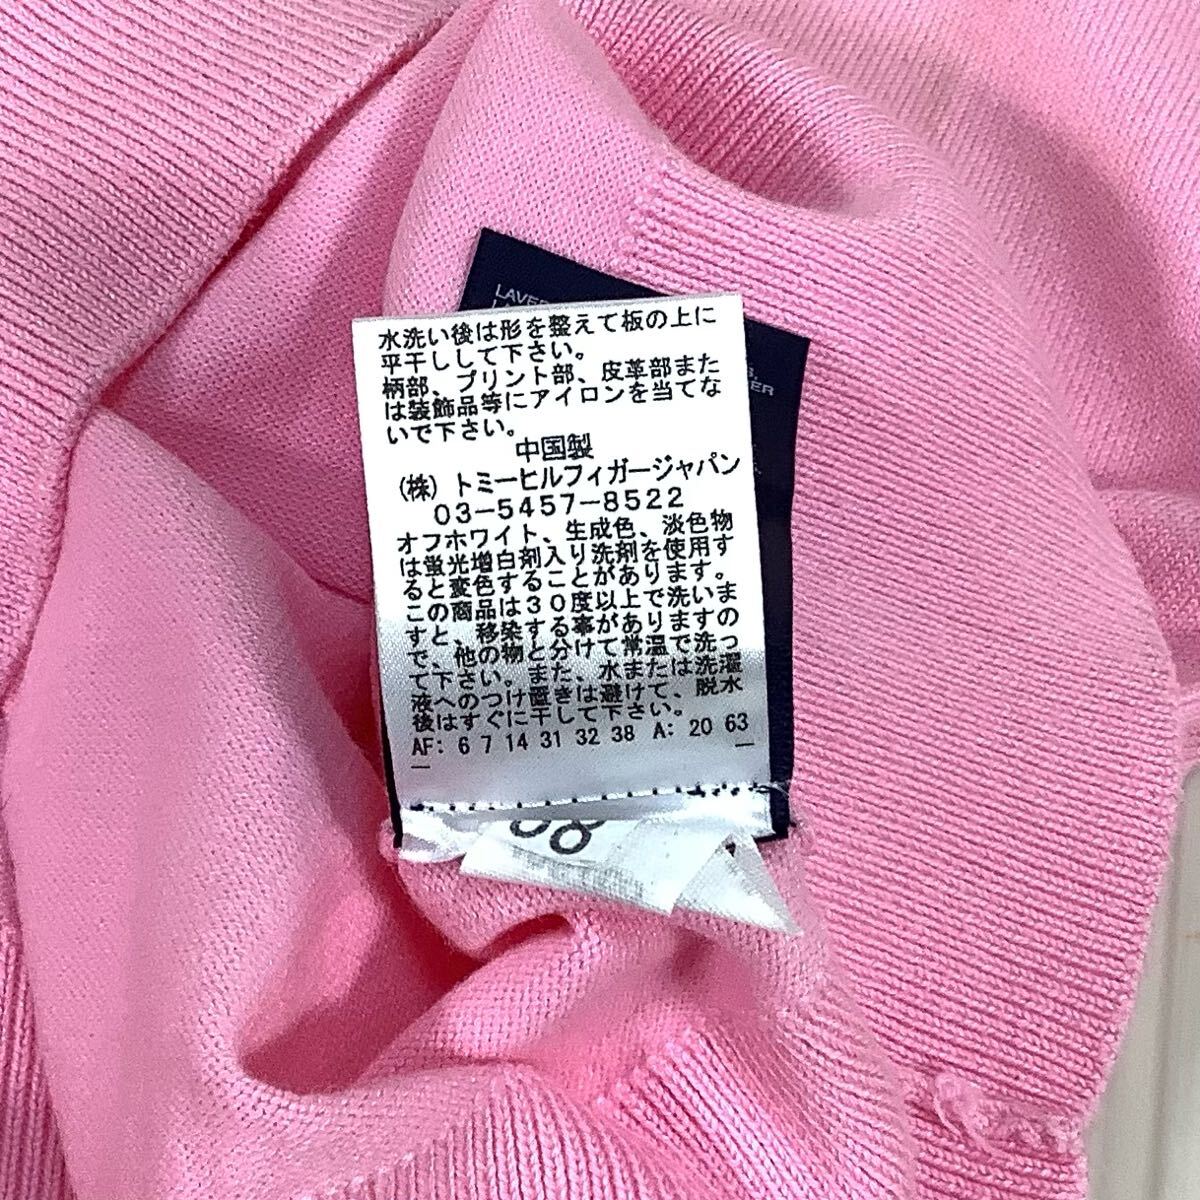 LAVER
水洗い後は形を整えて板の上に
平干しして下さい。
柄部、プリント部、皮革部また
は装飾品等にアイロンを当てな
いで下さい。
中国製
(株) トミーヒルフィガージャパン
03-5457-8522
オフホワイト、生成色、淡色物
は蛍光増白剤入り洗剤を使用す
ると変色することがあります。
この商品は30度以上で洗いま
すと、移染する事がありますの
で、他の物と分けて常温で洗っ
て下さい。また、水または洗濯
液へのつけ置きは避けて、脱水
後はすぐに干して下さい。
AF: 6 7 14 31 32 38 A: 20 63